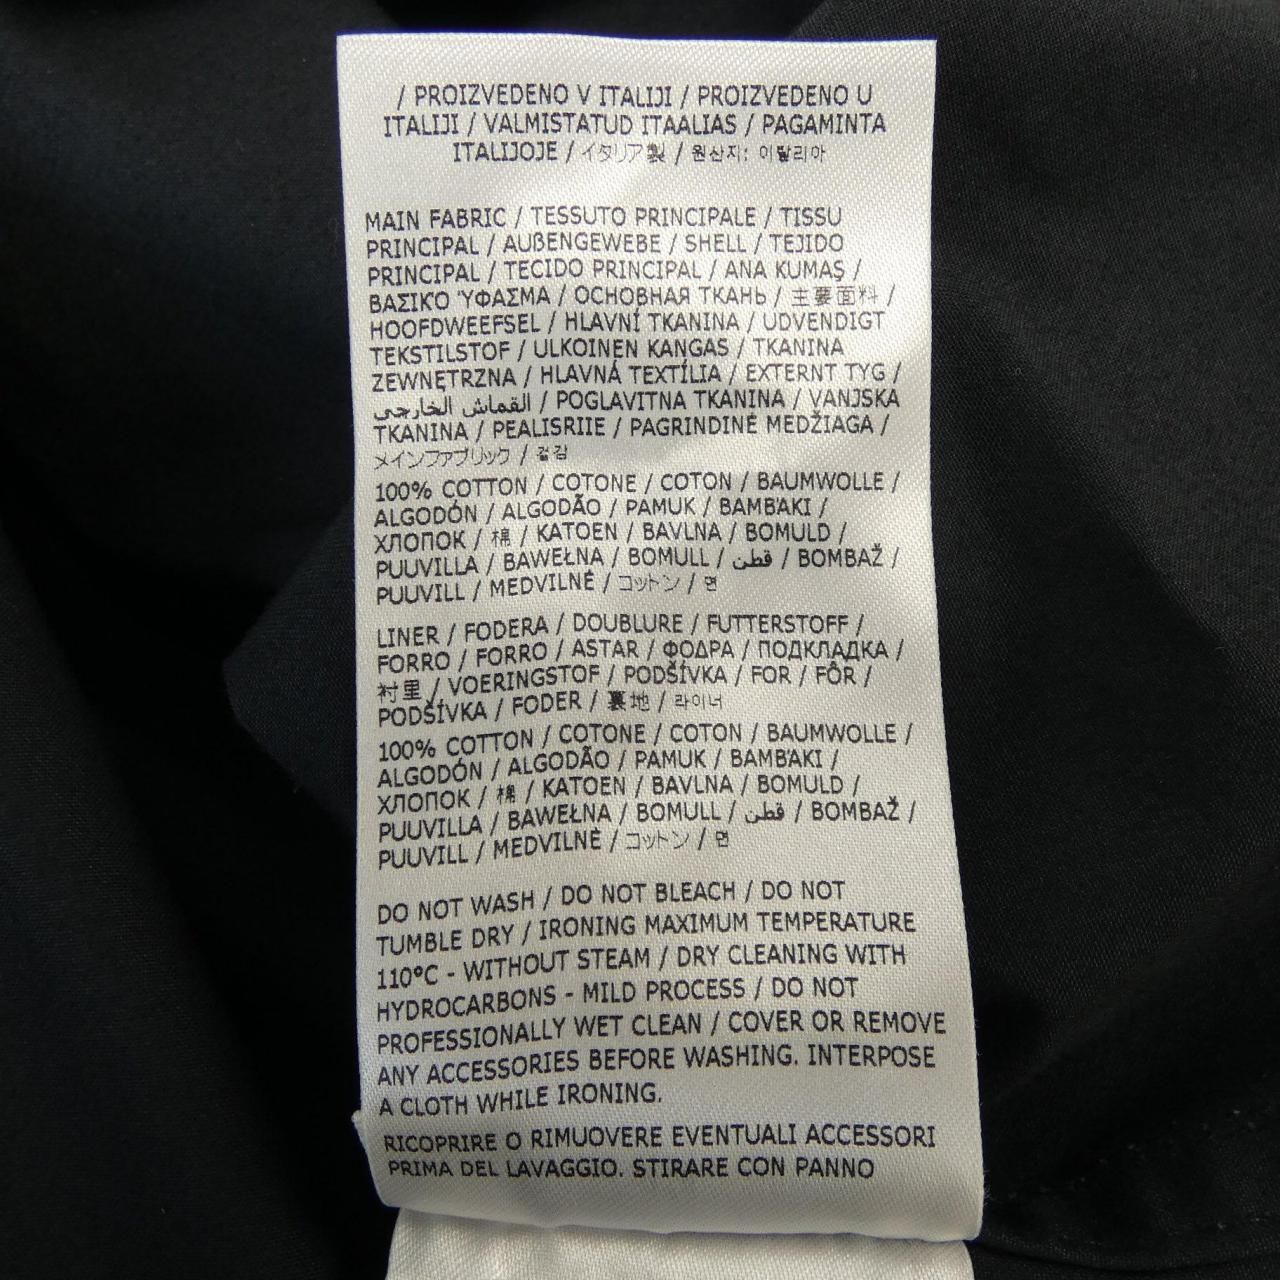 / PROIZVEDENO V ITALIJI / PROIZVEDENO U
ITALIJI / VALMISTATUD ITAALIAS / PAGAMINTA
ITALIJOJE / イタリア製 / 원산지: 이탈리아
MAIN FABRIC / TESSUTO PRINCIPALE / TISSU
PRINCIPAL / AUßENGEWEBE / SHELL / TEJIDO
PRINCIPAL / TECIDO PRINCIPAL / ANA KUMAŞ /
ΒΑΣΙΚΌ ΎΦΑΣΜΑ / ОСНОВНАЯ ТКАНЬ / 主要面料 /
HOOFDWEEFSEL / HLAVNÍ TKANINA / UDVENDIGT
TEKSTILSTOF / ULKOINEN KANGAS / TKANINA
ZEWNĘTRZNA / HLAVNÁ TEXTÍLIA / EXTERNT TYG /
القماش الخارجي / POGLAVITNA TKANINA / VANJSKA
TKANINA / PEALISRIIE / PAGRINDINĖ MEDŽIAGA /
メインファブリック / 겉감
100% COTTON / COTONE / COTON / BAUMWOLLE /
ALGODÓN / ALGODÃO / PAMUK / ΒΑΜΒΆΚΙ /
ХЛОПОК / 棉 / KATOEN / BAVLNA / BOMULD /
PUUVILLA / BAWEŁNA / BOMULL / قطن / BOMBAŽ /
PUUVILL / MEDVILNĖ / コットン / 면
LINER / FODERA / DOUBLURE / FUTTERSTOFF /
FORRO / FORRO / ASTAR / ΦΟΔΡΑ / ПОДКЛАДКА /
衬里 / VOERINGSTOF / PODŠÍVKA / FOR / FÔR /
PODŠÍVKA / FODER / 裏地 / 라이너
100% COTTON / COTONE / COTON / BAUMWOLLE /
ALGODÓN / ALGODÃO / PAMUK / ΒΑΜΒΆΚΙ /
ХЛОПОК / 棉 / KATOEN / BAVLNA / BOMULD /
PUUVILLA / BAWEŁNA / BOMULL / قطن / BOMBAŽ /
PUUVILL / MEDVILNĖ / コットン / 면
DO NOT WASH / DO NOT BLEACH / DO NOT
TUMBLE DRY / IRONING MAXIMUM TEMPERATURE
110°C - WITHOUT STEAM / DRY CLEANING WITH
HYDROCARBONS - MILD PROCESS / DO NOT
PROFESSIONALLY WET CLEAN / COVER OR REMOVE
ANY ACCESSORIES BEFORE WASHING. INTERPOSE
A CLOTH WHILE IRONING.
RICOPRIRE O RIMUOVERE EVENTUALI ACCESSORI
PRIMA DEL LAVAGGIO. STIRARE CON PANNO